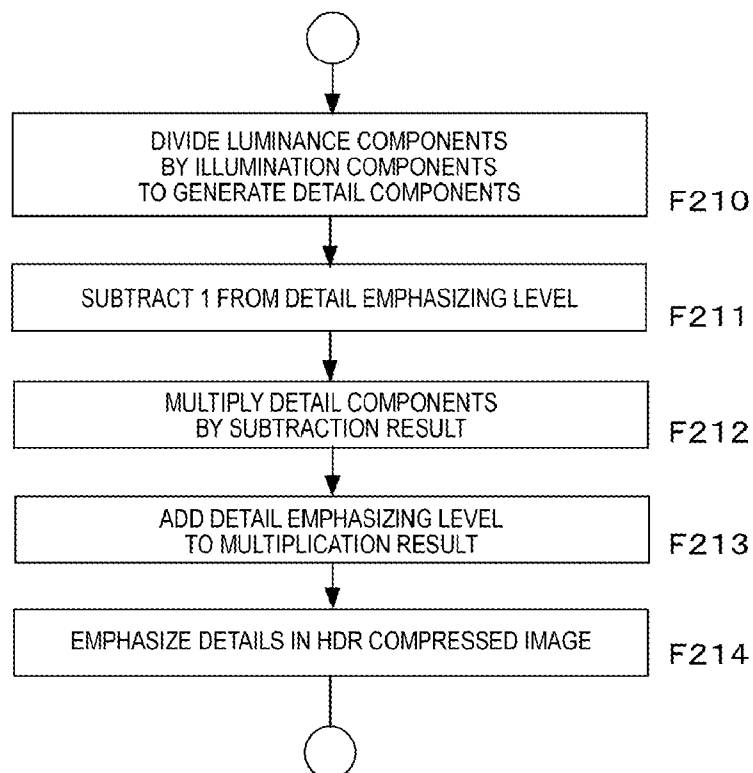 DIVIDE LUMINANCE COMPONENTS
BY ILLUMINATION COMPONENTS
TO GENERATE DETAIL COMPONENTS
F210
SUBTRACT 1 FROM DETAIL EMPHASIZING LEVEL
F211
MULTIPLY DETAIL COMPONENTS
BY SUBTRACTION RESULT
F212
ADD DETAIL EMPHASIZING LEVEL
TO MULTIPLICATION RESULT
F213
EMPHASIZE DETAILS IN HDR COMPRESSED IMAGE
F214